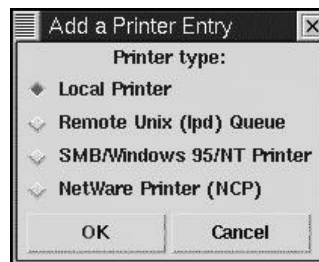 Add a Printer Entry
Printer type:
Local Printer
Remote Unix (lpd) Queue
SMB/Windows 95/NT Printer
NetWare Printer (NCP)
OK Cancel